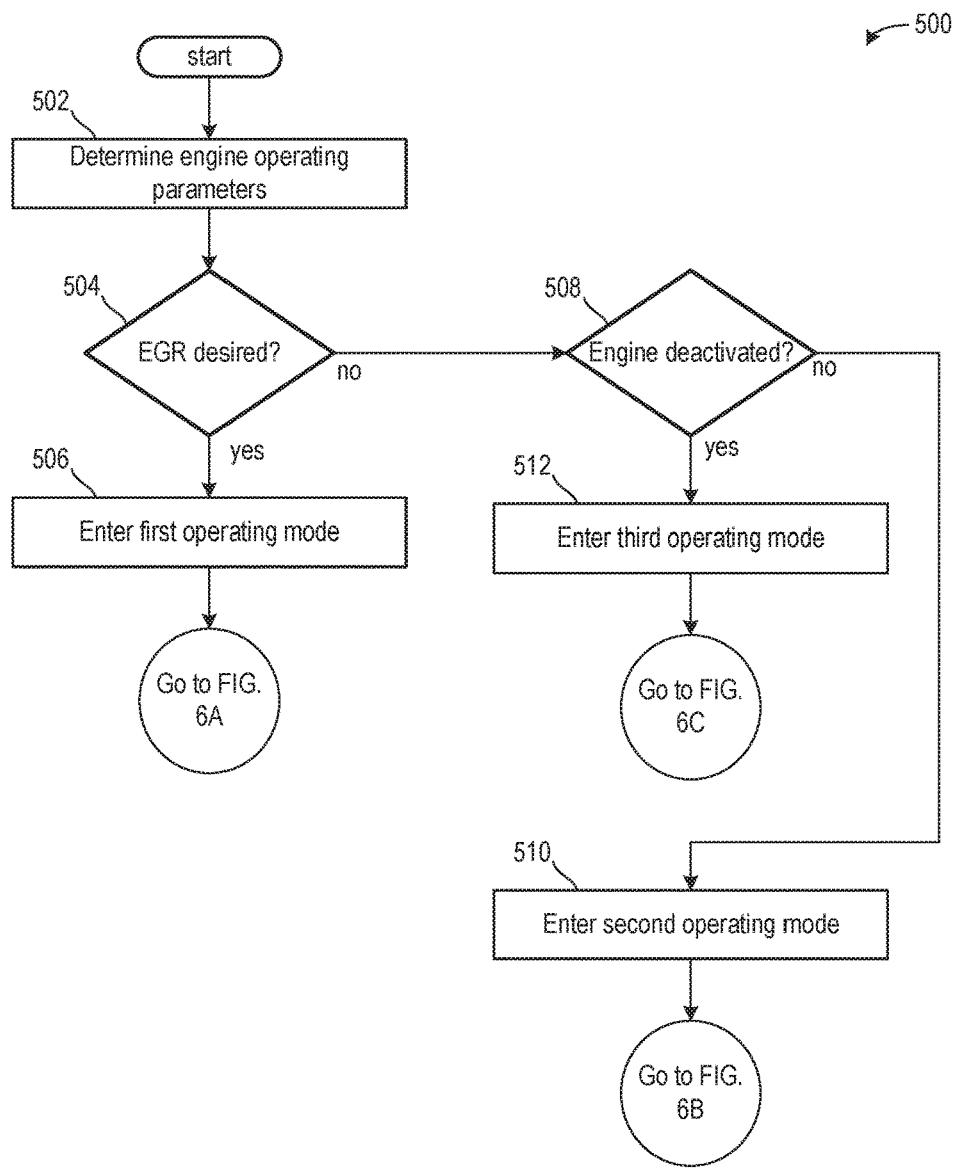 500
start
502
Determine engine operating
parameters
504
EGR desired?
no
yes
508
Engine deactivated?
no
yes
506
Enter first operating mode
512
Enter third operating mode
Go to FIG.
6A
Go to FIG.
6C
510
Enter second operating mode
Go to FIG.
6B